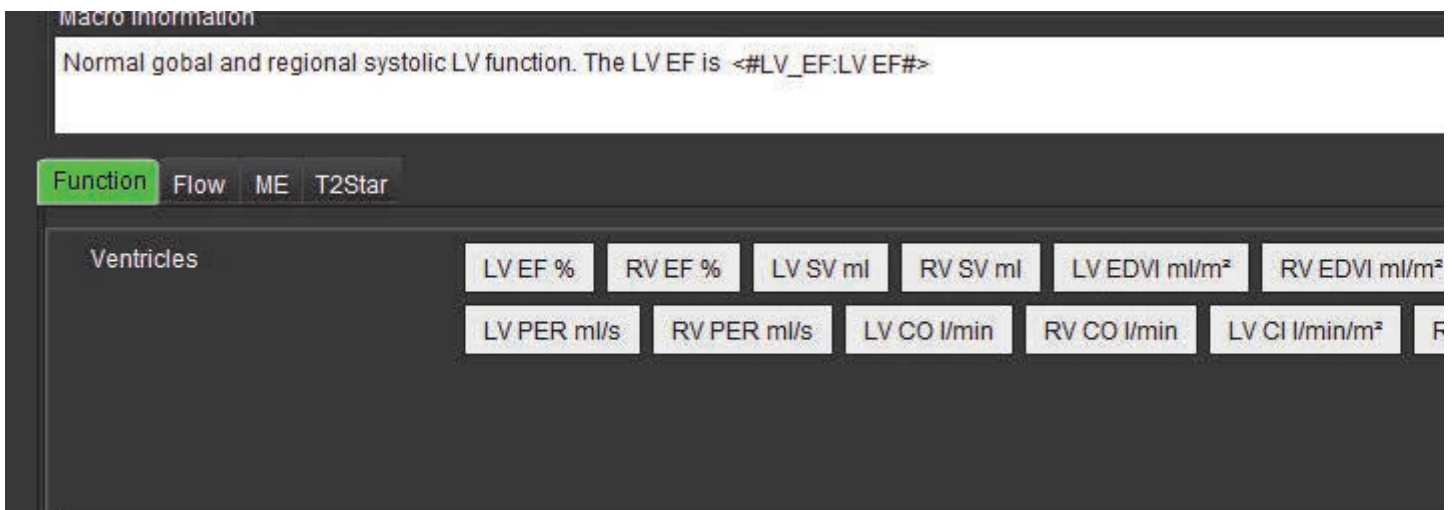 Macro Information
Normal gobal and regional systolic LV function. The LV EF is <#LV_EF:LV EF#>
Function Flow ME T2Star
Ventricles LV EF % RV EF % LV SV ml RV SV ml LV EDVI ml/m² RV EDVI ml/m²
LV PER ml/s RV PER ml/s LV CO l/min RV CO l/min LV CI l/min/m² R